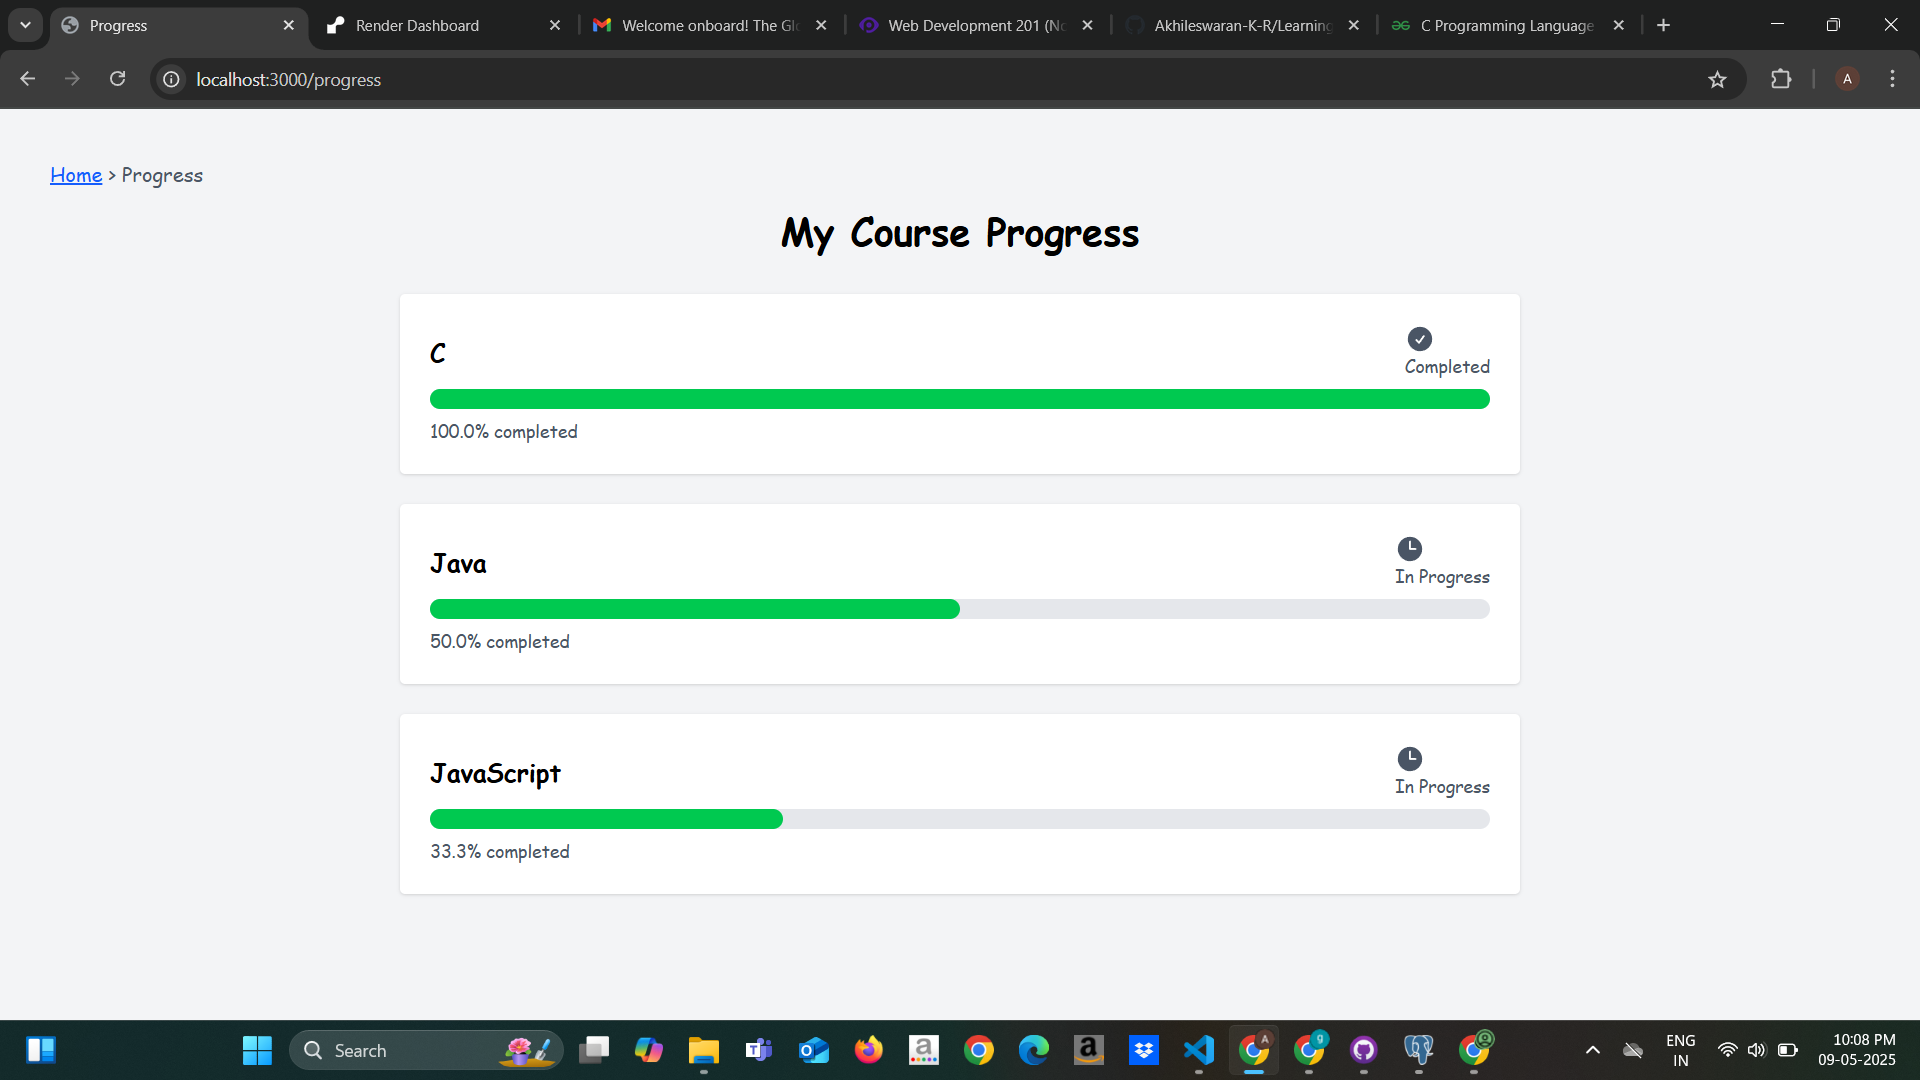 Progress
Render Dashboard
Welcome onboard! The Gl
Web Development 201 (No
Akhileswaran-K-R/Learning
C Programming Language
localhost:3000/progress
A
Home > Progress
My Course Progress
C
Completed
100.0% completed
Java
In Progress
50.0% completed
JavaScript
In Progress
33.3% completed
Search
ENG
IN
10:08 PM
09-05-2025